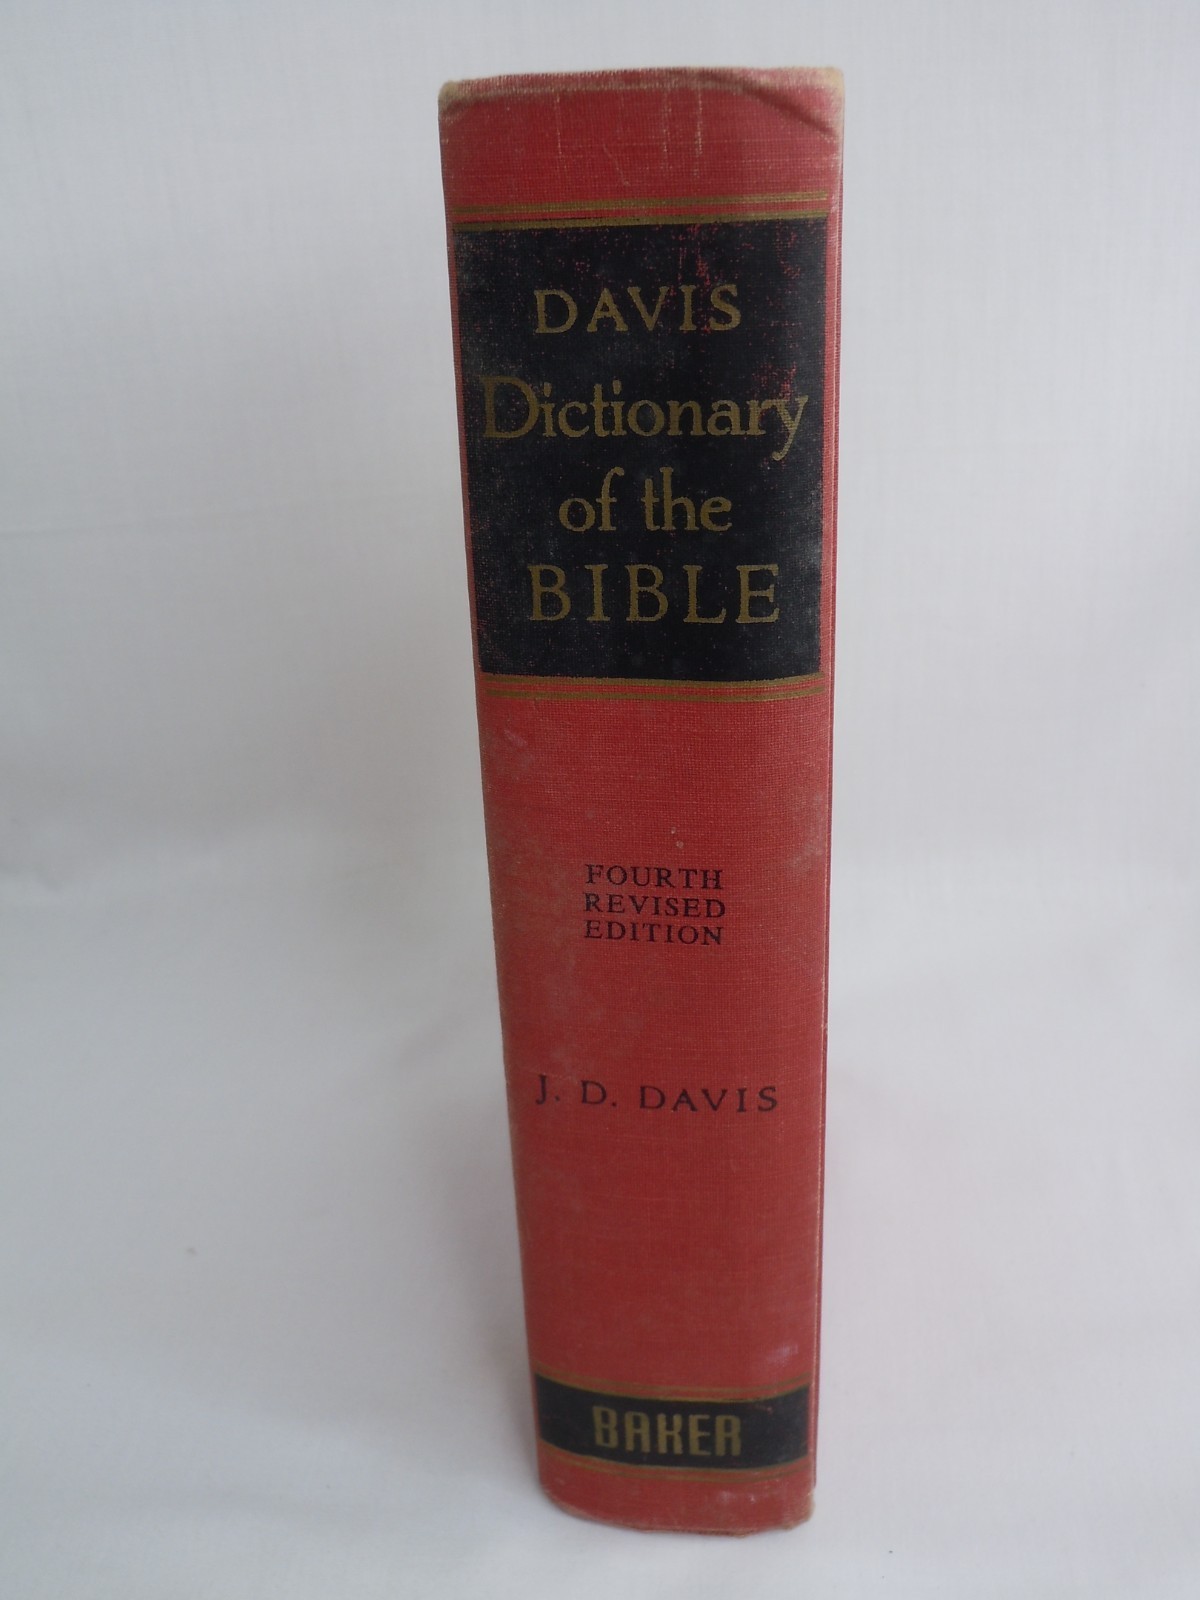 DAVIS
Dictionary
of the
BIBLE
FOURTH
REVISED
EDITION
J. D. DAVIS
BAKER